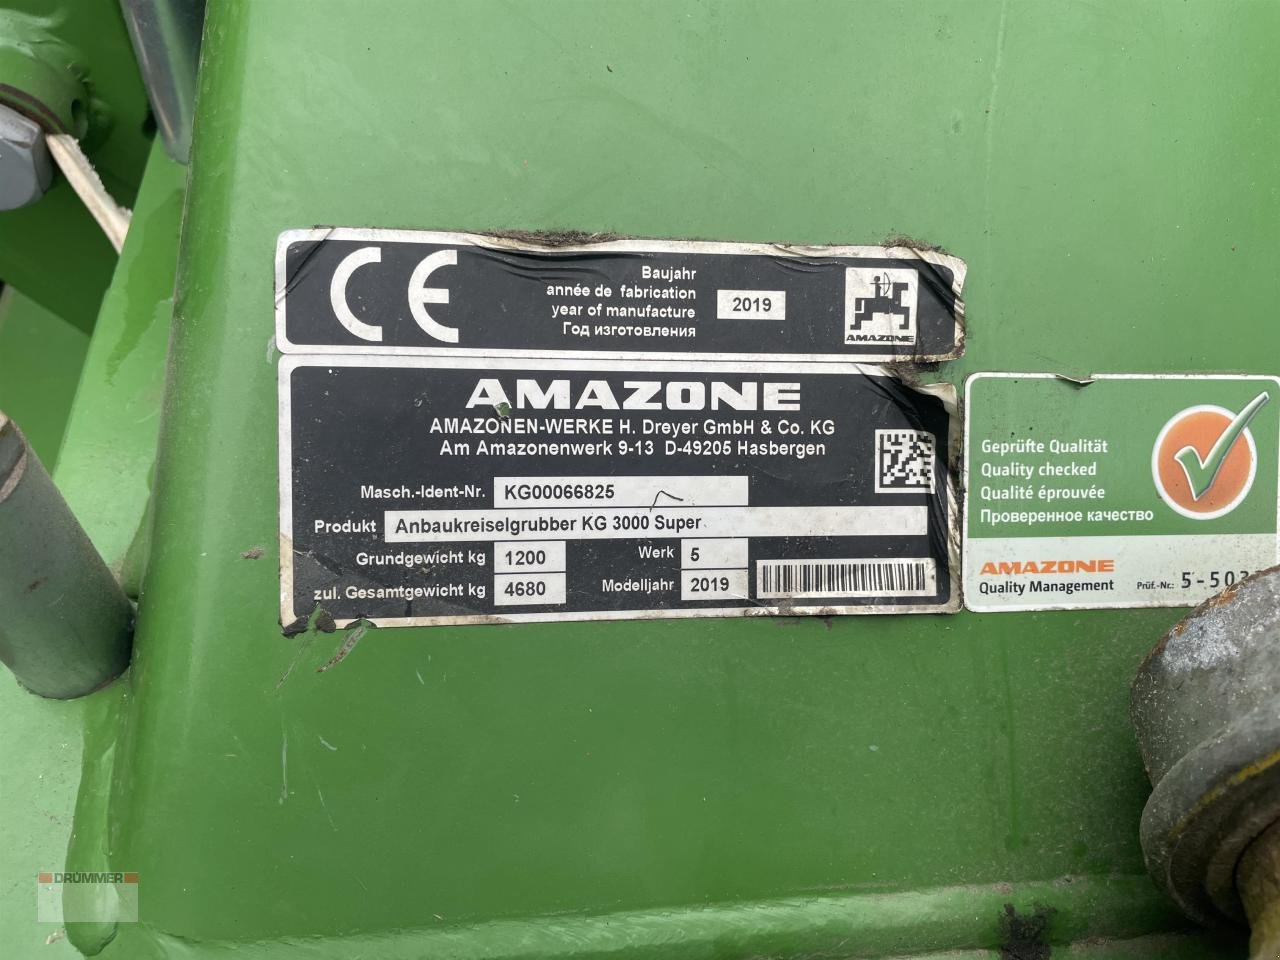 CE
Baujahr
année de fabrication
year of manufacture
Год изготовления
2019
AMAZONE
AMAZONE
AMAZONEN-WERKE H. Dreyer GmbH & Co. KG
Am Amazonenwerk 9-13 D-49205 Hasbergen
Masch.-Ident-Nr. KG00066825
Produkt Anbaukreiselgrubber KG 3000 Super
Grundgewicht kg 1200 Werk 5
zul. Gesamtgewicht kg 4680 Modelljahr 2019
Geprüfte Qualität
Quality checked
Qualité éprouvée
Проверенное качество
AMAZONE
Quality Management Prüf.-Nr.:
DRÜMMER